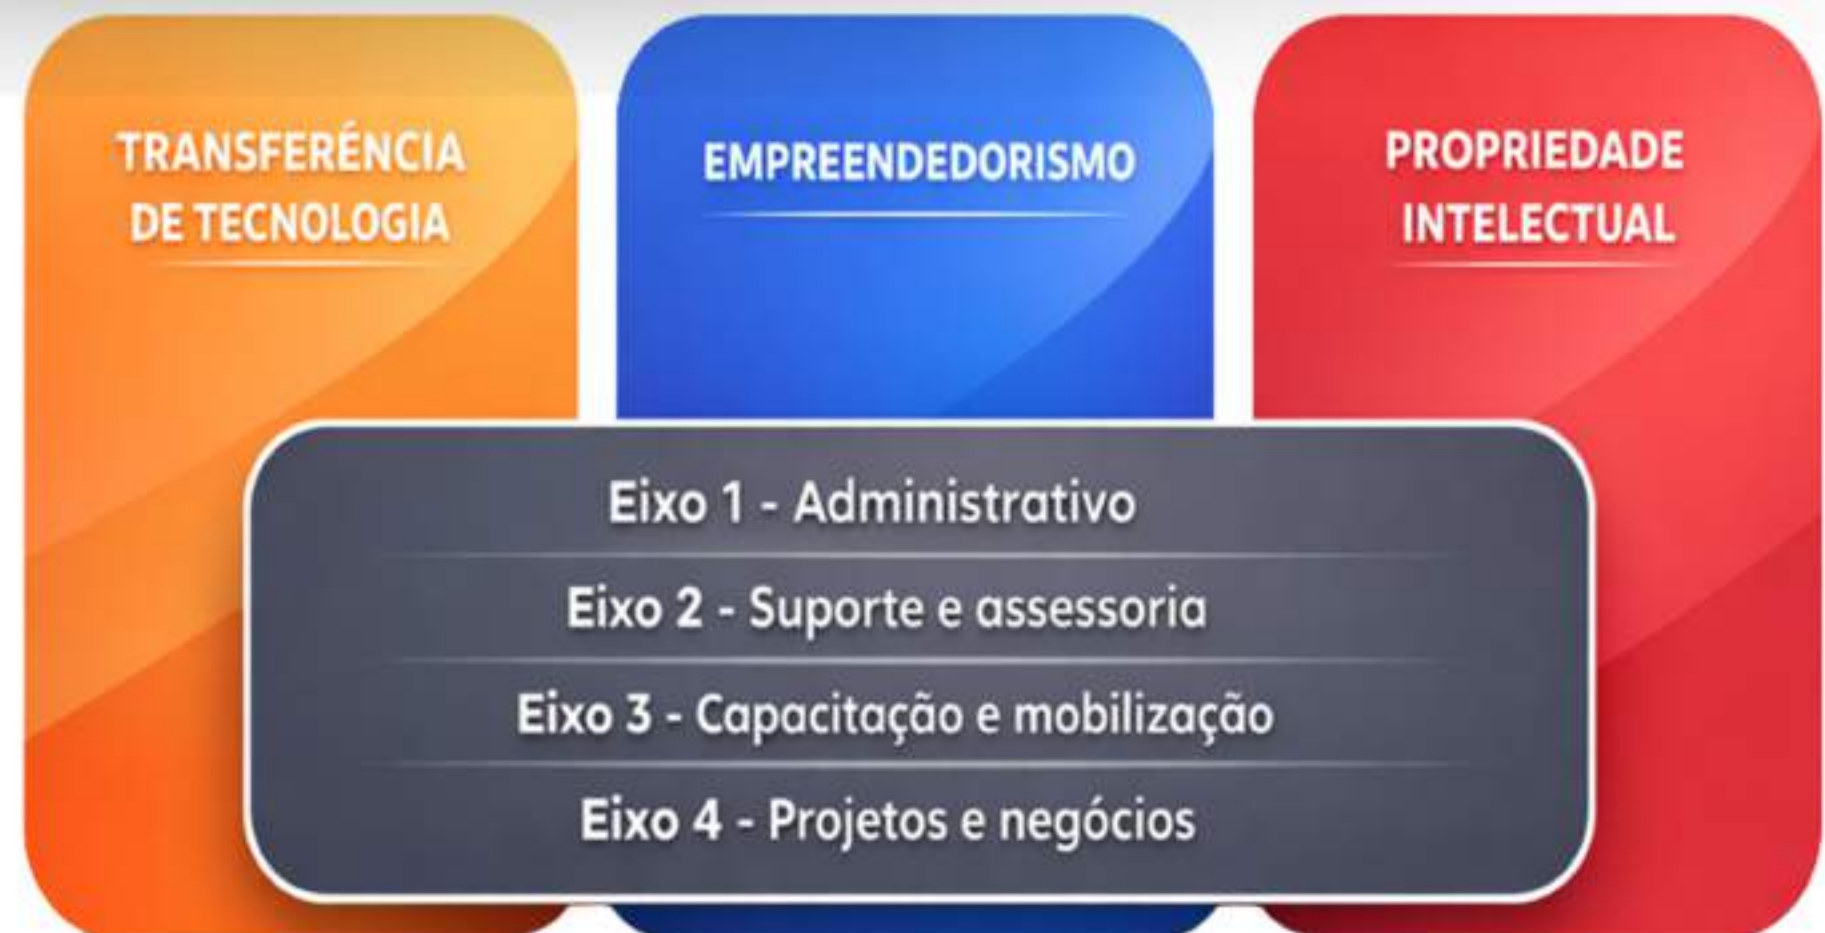 TRANSFERÉNCIA
DE TECNOLOGIA
EMPREENDEDORISMO
PROPRIEDADE
INTELECTUAL
Eixo 1 - Administrativo
Eixo 2 - Suporte e assessoria
Eixo 3 - Capacitação e mobilização
Eixo 4 - Projetos e negócios